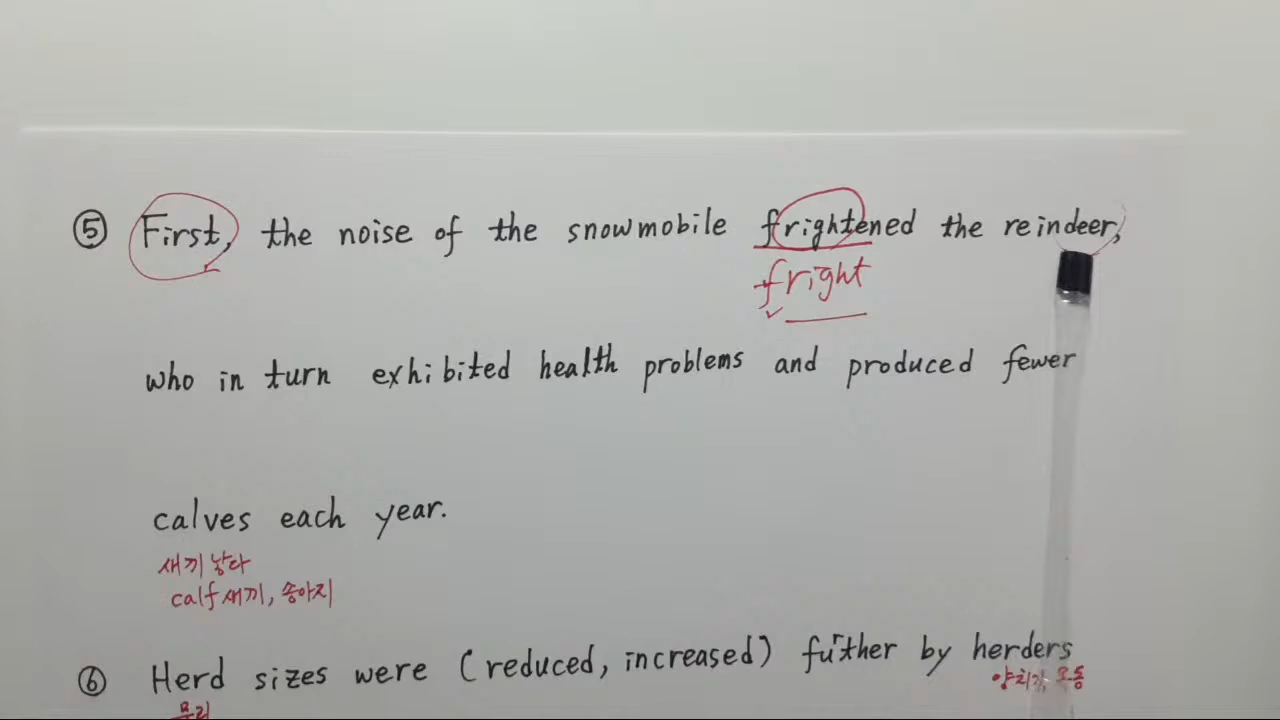 ⑤ First, the noise of the snowmobile frightened the reindeer,
fright
who in turn exhibited health problems and produced fewer
calves each year.
새끼 낳다
calf 새끼, 송아지
⑥ Herd sizes were (reduced, increased) further by herders
무리